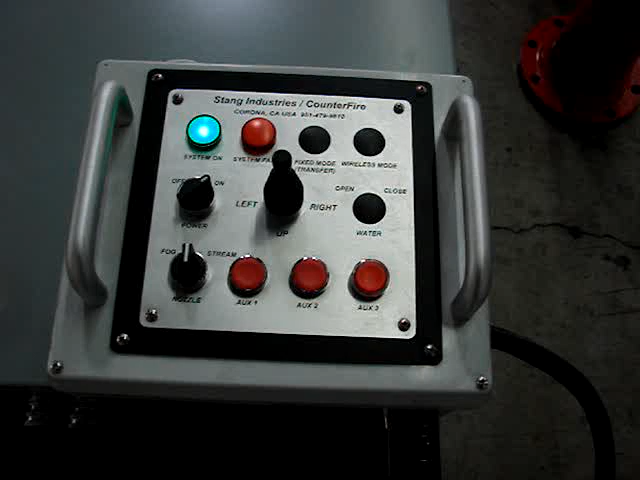 Stang Industries / CounterFire
CORONA, CA USA
SYSTEM ON
SYSTEM
FIXED MODE
(TRANSFER)
WIRELESS MODE
OFF
ON
POWER
LEFT
RIGHT
UP
OPEN
CLOSE
WATER
FOG
STREAM
NOZZLE
AUX 1
AUX 2
AUX 3